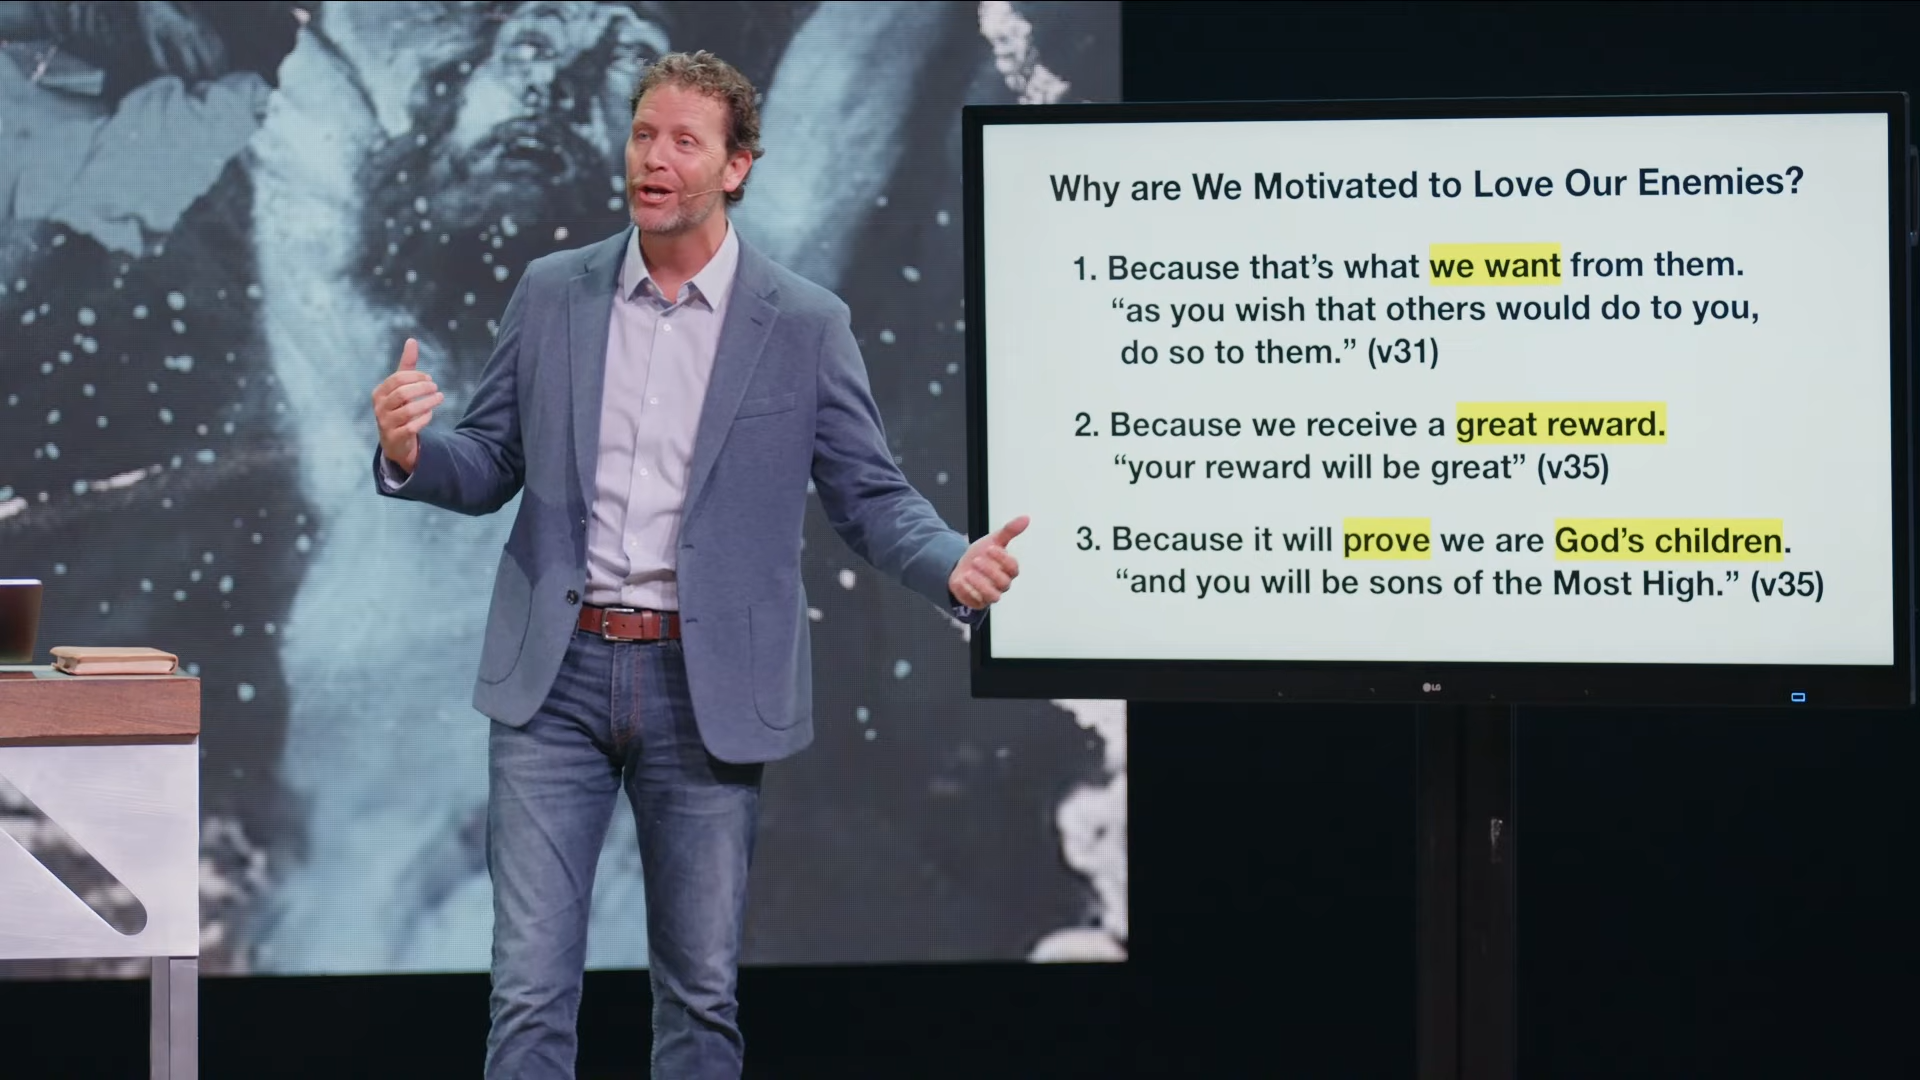 Why are We Motivated to Love Our Enemies?
1. Because that's what we want from them.
“as you wish that others would do to you,
do so to them.” (v31)
2. Because we receive a great reward.
“your reward will be great” (v35)
3. Because it will prove we are God's children.
“and you will be sons of the Most High.” (v35)
LG